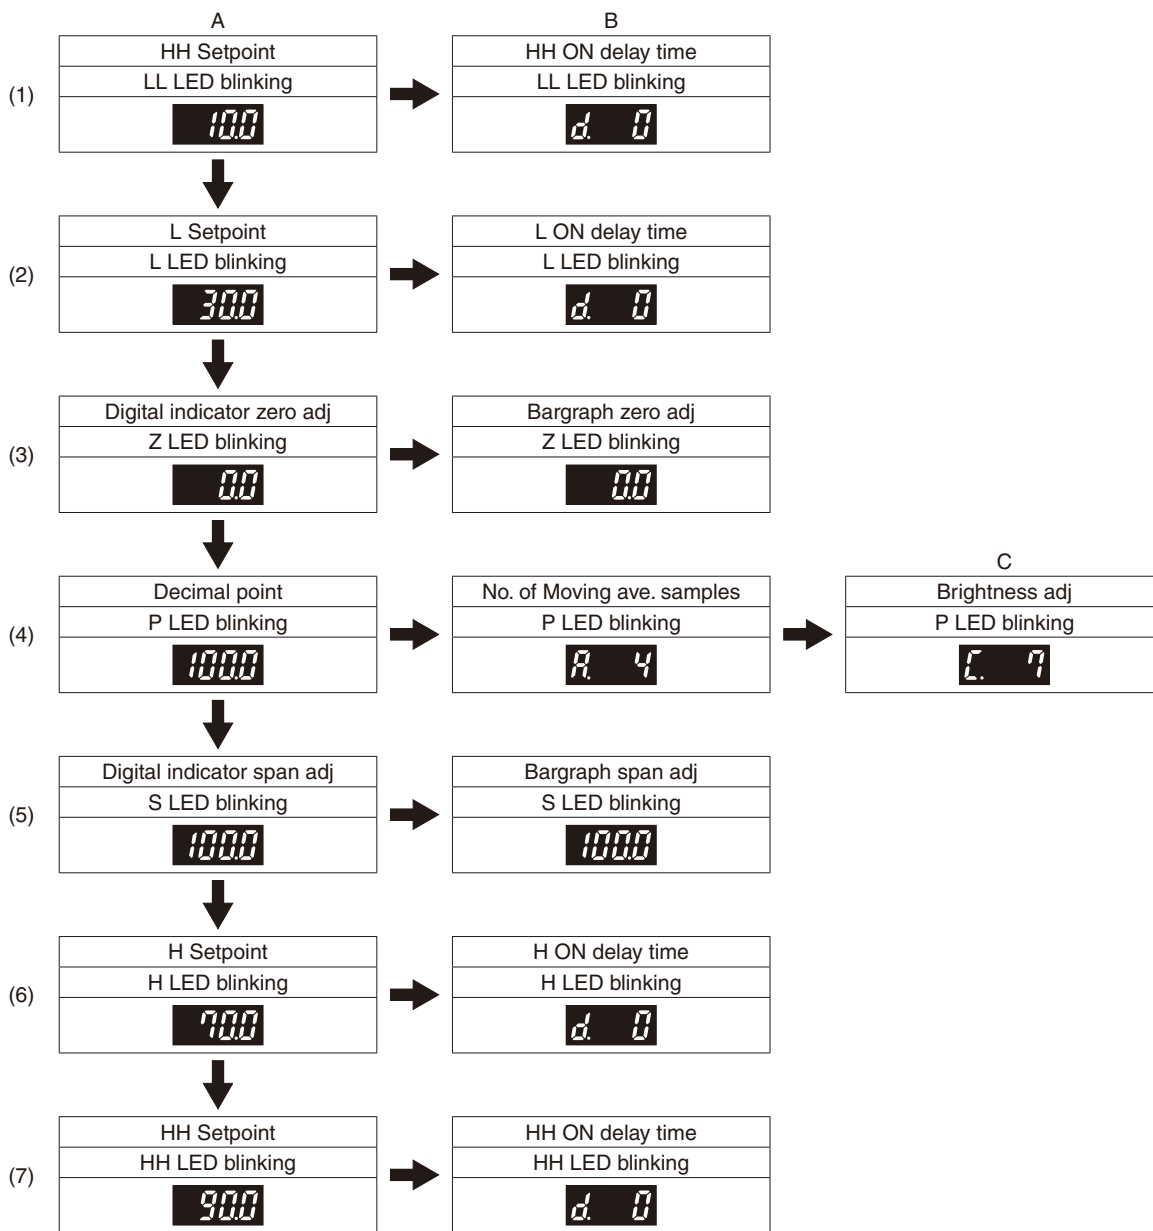 A
B
HH Setpoint
HH ON delay time
LL LED blinking
LL LED blinking
(1)
10.0
d. 0
L Setpoint
L ON delay time
L LED blinking
L LED blinking
(2)
30.0
d. 0
Digital indicator zero adj
Bargraph zero adj
Z LED blinking
Z LED blinking
(3)
0.0
0.0
C
Decimal point
No. of Moving ave. samples
Brightness adj
P LED blinking
P LED blinking
P LED blinking
(4)
100.0
A. 4
C. 7
Digital indicator span adj
Bargraph span adj
S LED blinking
S LED blinking
(5)
100.0
100.0
H Setpoint
H ON delay time
H LED blinking
H LED blinking
(6)
70.0
d. 0
HH Setpoint
HH ON delay time
HH LED blinking
HH LED blinking
(7)
90.0
d. 0